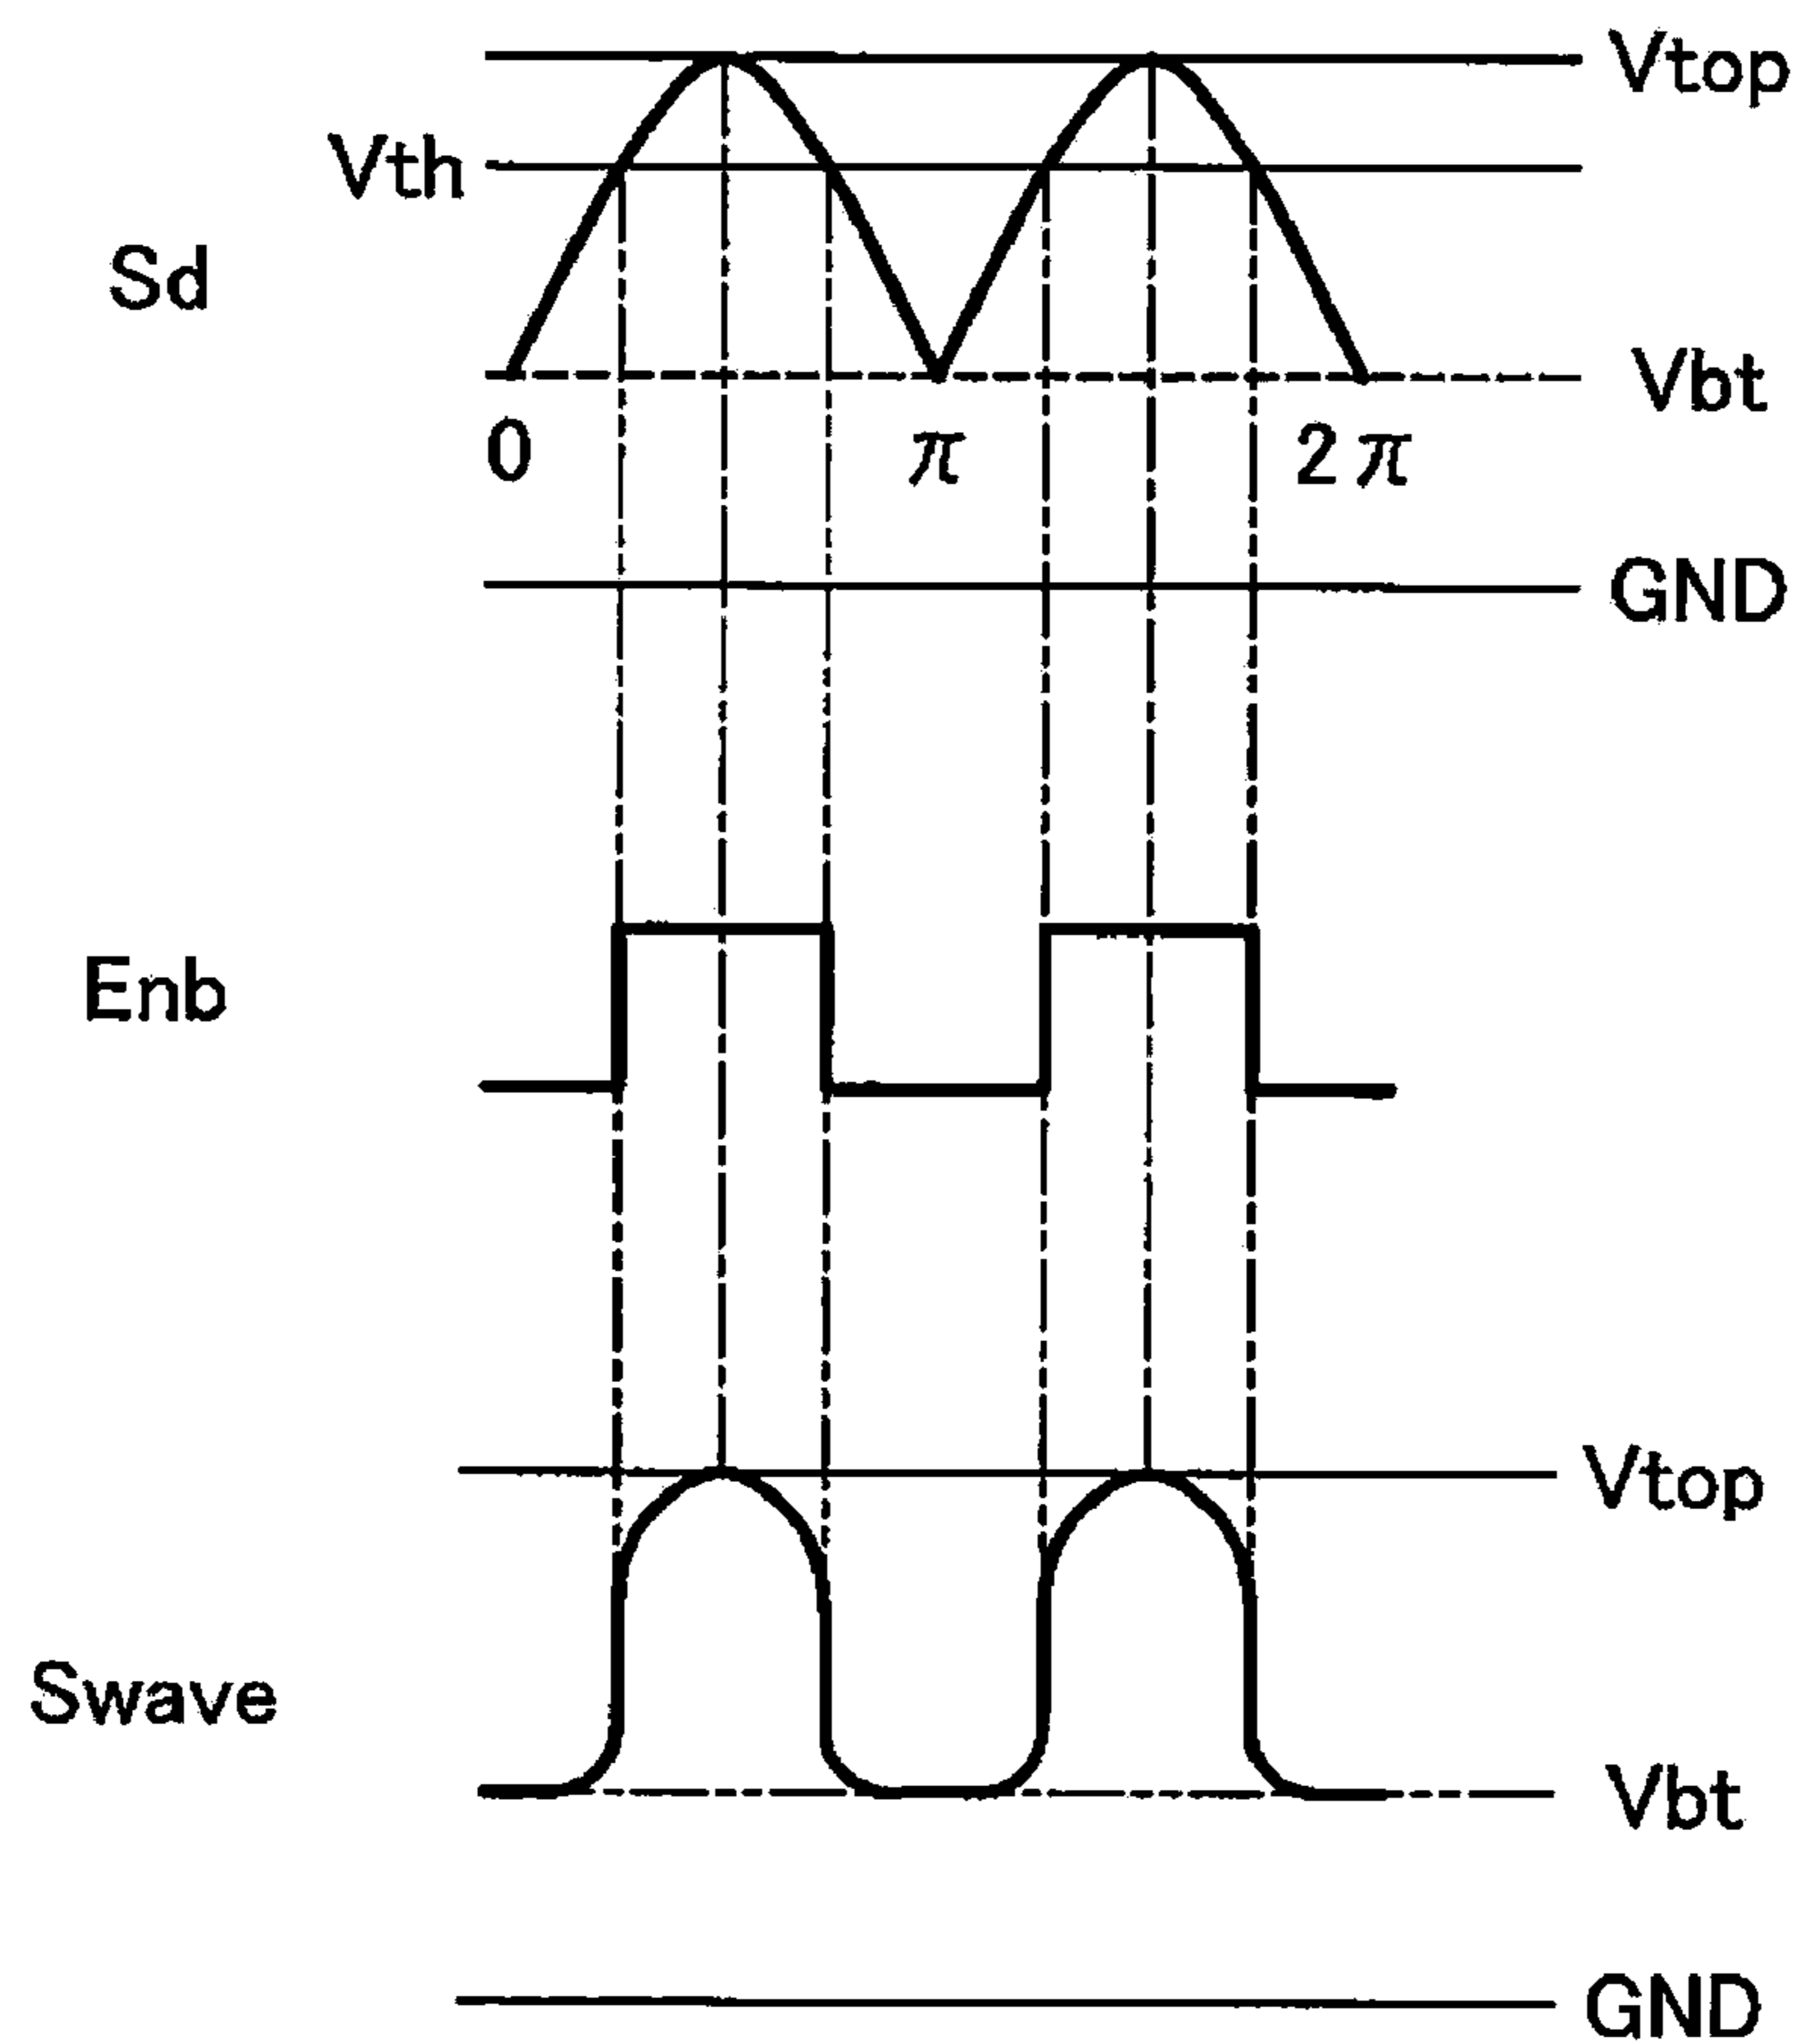 Vtop
Vth
Sd
Vbt
0 π 2π
GND
Enb
Vtop
Swave
Vbt
GND